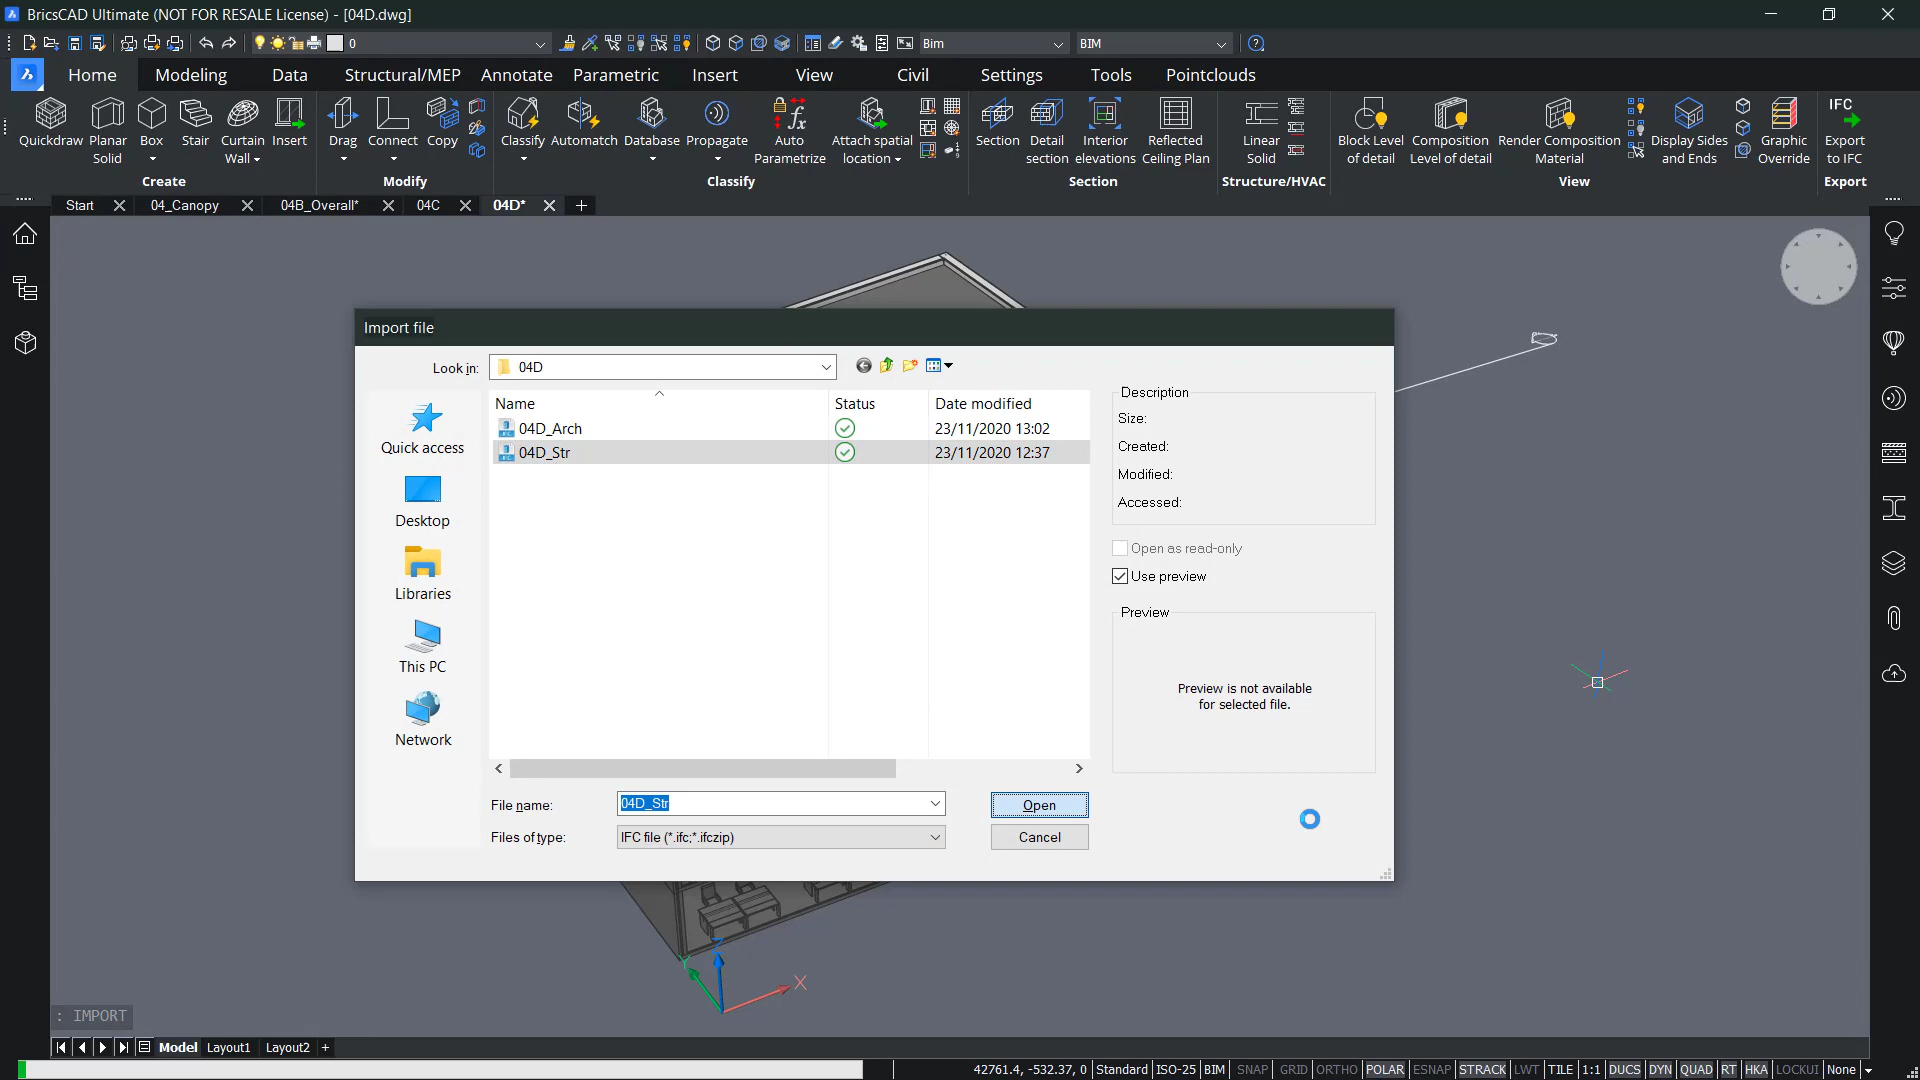 BricsCAD Ultimate (NOT FOR RESALE License) - [04D.dwg]
0
Bim
BIM
Home Modeling Data Structural/MEP Annotate Parametric Insert View Civil Settings Tools Pointclouds
Quickdraw
Planar
Solid
Box
Stair
Curtain
Wall
Insert
Create
Drag
Connect
Copy
Modify
Classify
Automatch
Database
Propagate
Auto
Parametrize
Attach spatial
location
Classify
Section
Detail
section
Interior
elevations
Reflected
Ceiling Plan
Section
Linear
Solid
Structure/HVAC
Block Level
of detail
Composition
Level of detail
Render Composition
Material
Display Sides
and Ends
Graphic
Override
View
IFC
Export
to IFC
Export
Start 04_Canopy 04B_Overall* 04C 04D*
Import file
Look in: 04D
Name Status Date modified
04D_Arch 23/11/2020 13:02
04D_Str 23/11/2020 12:37
Quick access
Desktop
Libraries
This PC
Network
Description
Size:
Created:
Modified:
Accessed:
Open as read-only
Use preview
Preview
Preview is not available
for selected file.
File name: 04D_Str Open
Files of type: IFC file (*.ifc;*.ifczip) Cancel
Z
Y
X
: IMPORT
Model Layout1 Layout2 +
42761.4, -532.37, 0 Standard ISO-25 BIM SNAP GRID ORTHO POLAR ESNAP STRACK LWT TILE 1:1 DUCS DYN QUAD RT HKA LOCKUI None